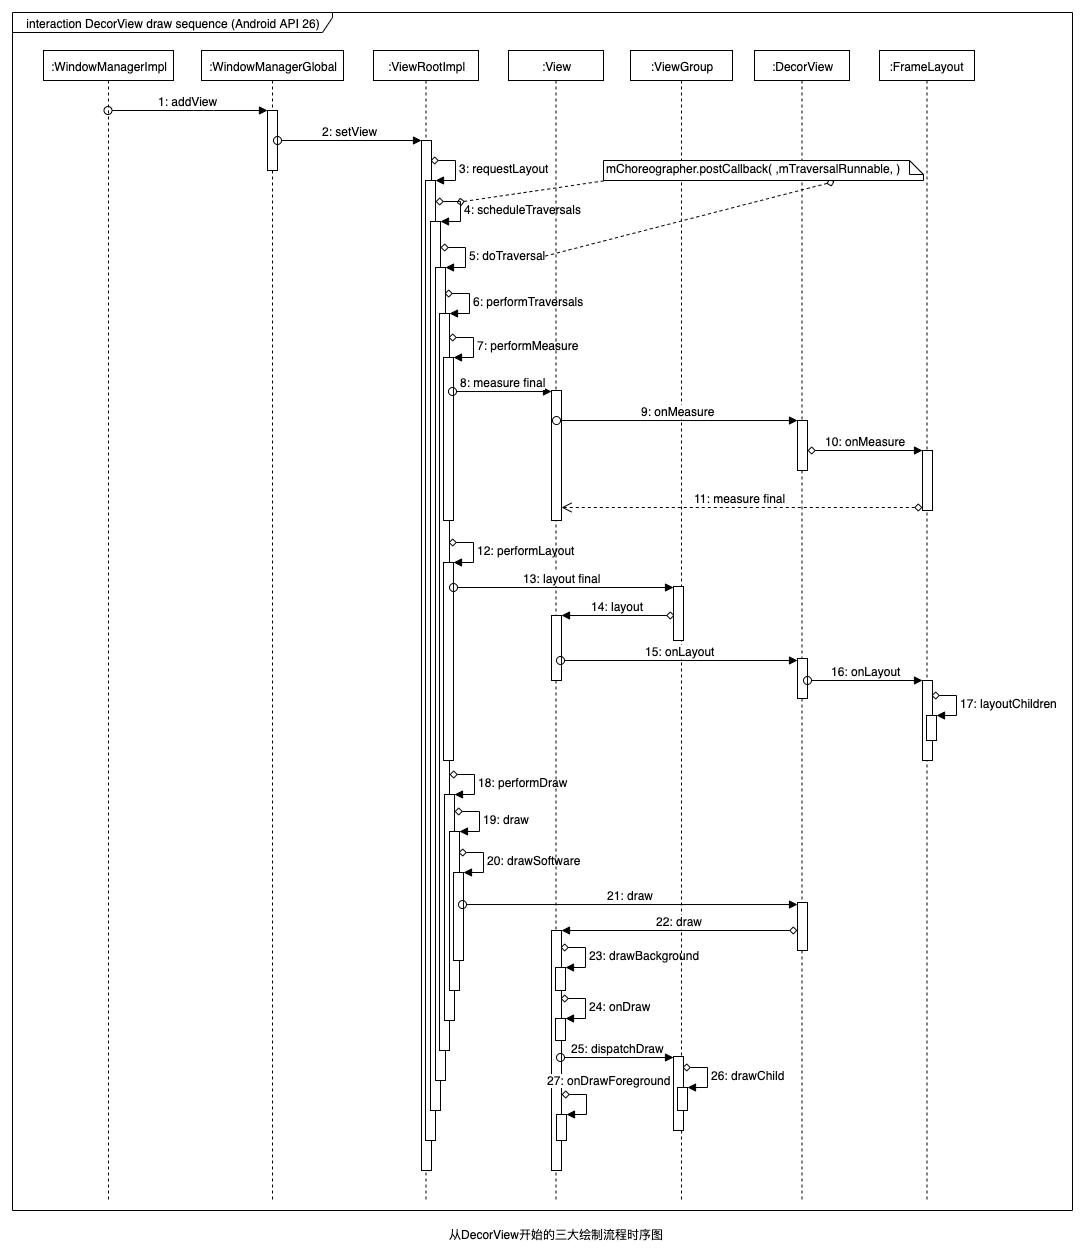 interaction DecorView draw sequence (Android API 26)
:WindowManagerImpl
:WindowManagerGlobal
:ViewRootImpl
:View
:ViewGroup
:DecorView
:FrameLayout
1: addView
2: setView
3: requestLayout
mChoreographer.postCallback( ,mTraversalRunnable, )
4: scheduleTraversals
5: doTraversal
6: performTraversals
7: performMeasure
8: measure final
9: onMeasure
10: onMeasure
11: measure final
12: performLayout
13: layout final
14: layout
15: onLayout
16: onLayout
17: layoutChildren
18: performDraw
19: draw
20: drawSoftware
21: draw
22: draw
23: drawBackground
24: onDraw
25: dispatchDraw
26: drawChild
27: onDrawForeground
从DecorView开始的三大绘制流程时序图